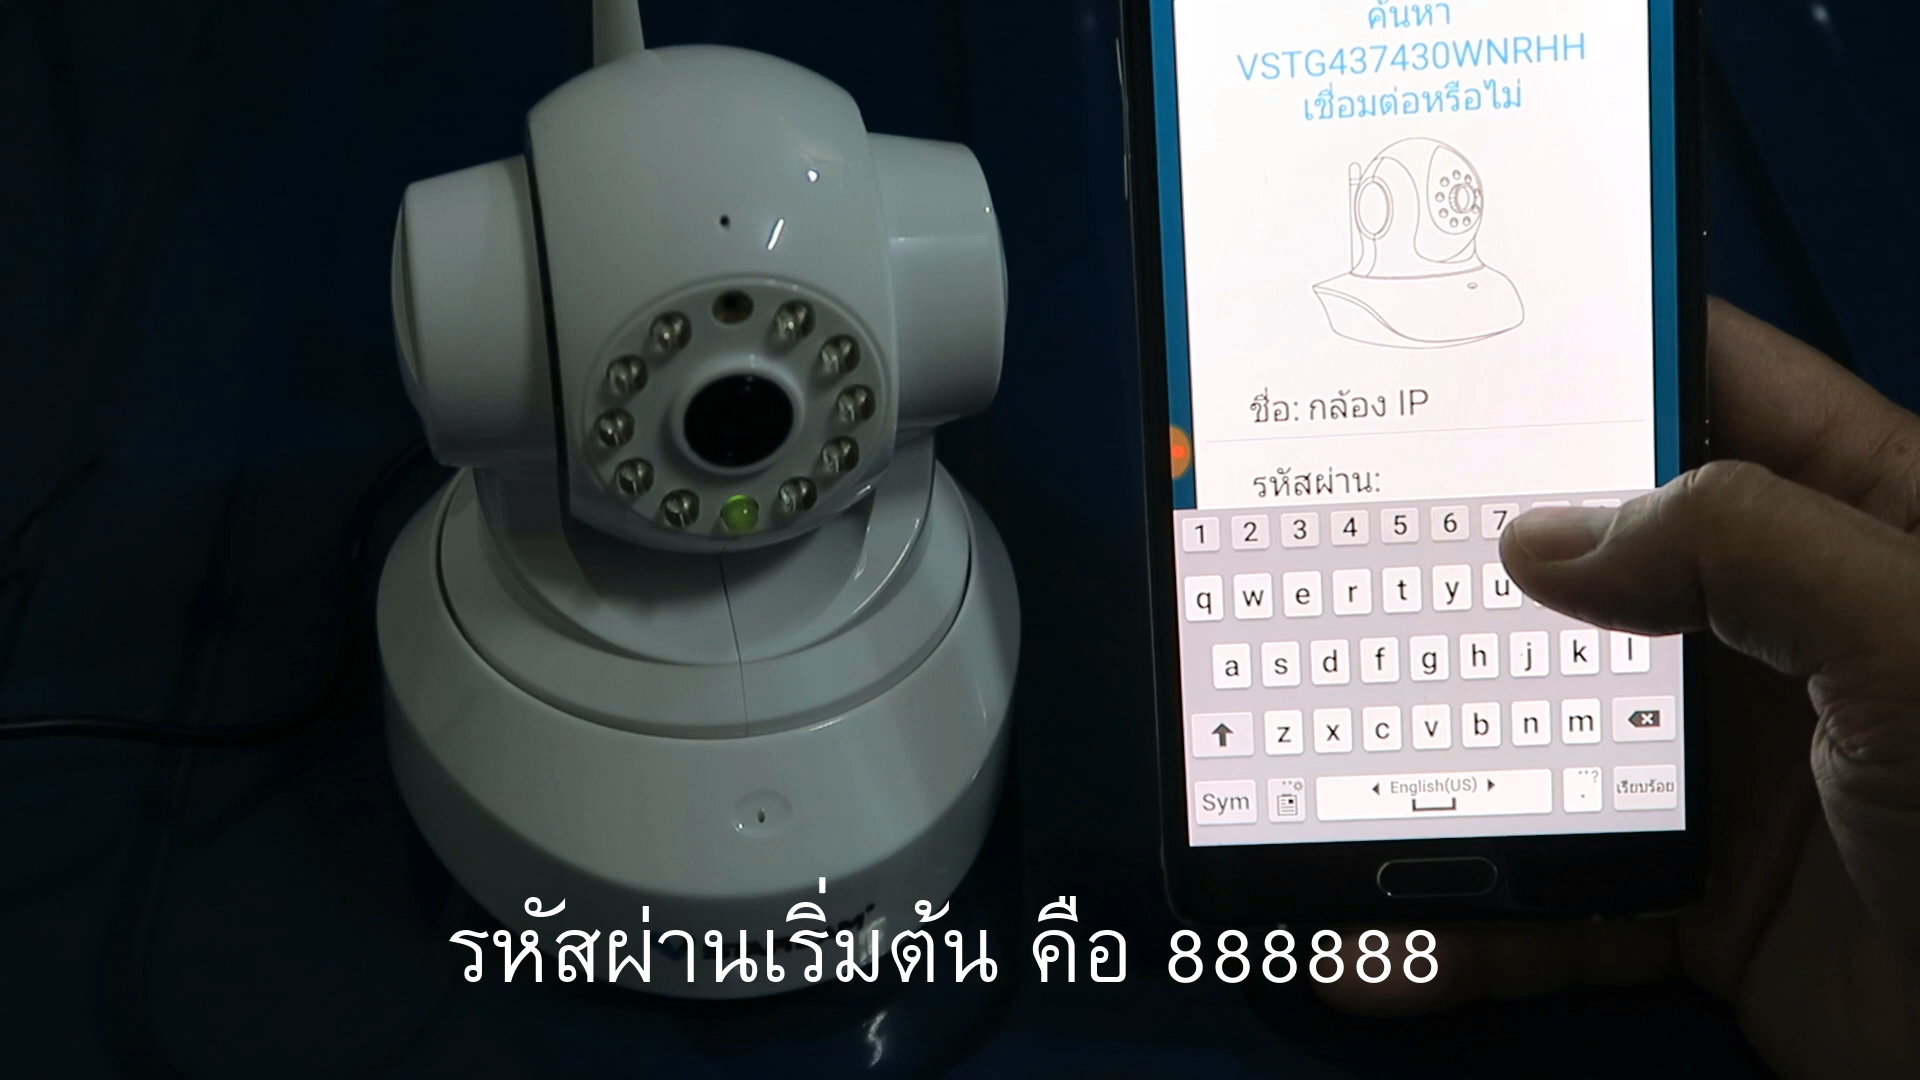 ค้นหา
VSTG437430WNRHH
เชื่อมต่อหรือไม่
ชื่อ: กล้อง IP
รหัสผ่าน:
1 2 3 4 5 6 7
q w e r t y u
a s d f g h j k l
z x c v b n m
Sym English(US) . ? เรียบร้อย
รหัสผ่านเริ่มต้น คือ 888888